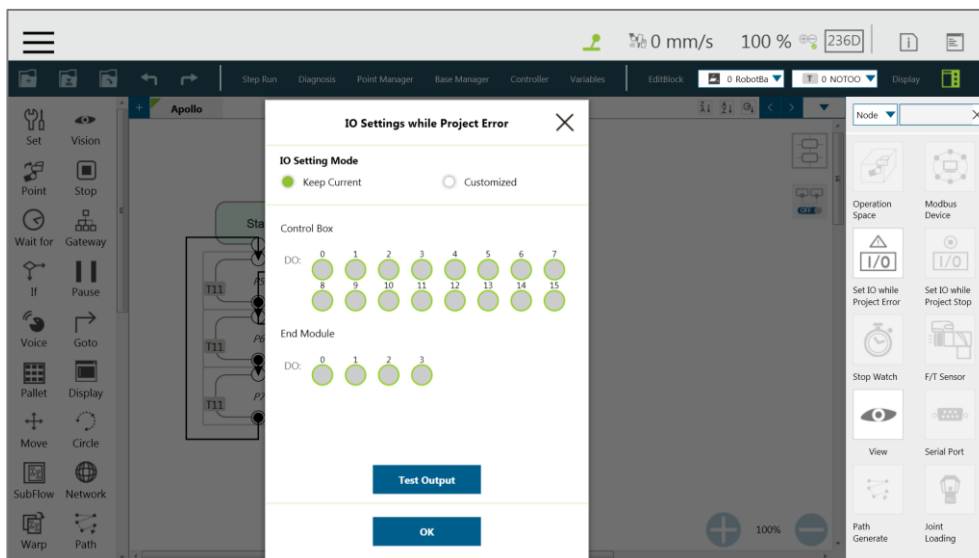 0 mm/s 100 % 236D
Step Run Diagnosis Point Manager Base Manager Controller Variables EditBlock 0 RobotBa T 0 NOTOO Display
+ Apollo
Set Vision
Point Stop
Wait for Gateway
If Pause
Voice Goto
Pallet Display
Move Circle
SubFlow Network
Warp Path
Sta
T11
T11 P6
T11
OFF
100%
IO Settings while Project Error
IO Setting Mode
Keep Current Customized
Control Box
DO: 0 1 2 3 4 5 6 7
8 9 10 11 12 13 14 15
End Module
DO: 0 1 2 3
Test Output
OK
Node
Operation
Space
Modbus
Device
I/O I/O
Set IO while
Project Error
Set IO while
Project Stop
Stop Watch F/T Sensor
View Serial Port
Path
Generate
Joint
Loading